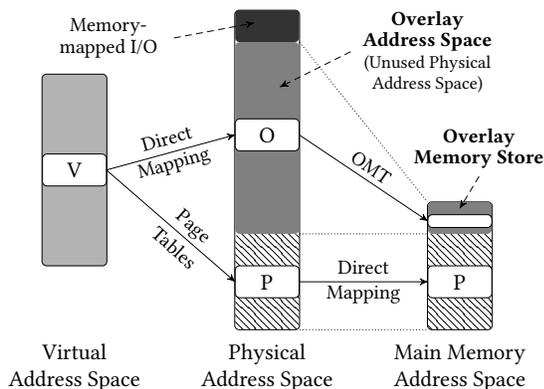 Memory-
mapped I/O
Overlay
Address Space
(Unused Physical
Address Space)
Overlay
Memory Store
V
Direct
Mapping
O
OMT
Page
Tables
P
Direct
Mapping
P
Virtual
Address Space
Physical
Address Space
Main Memory
Address Space